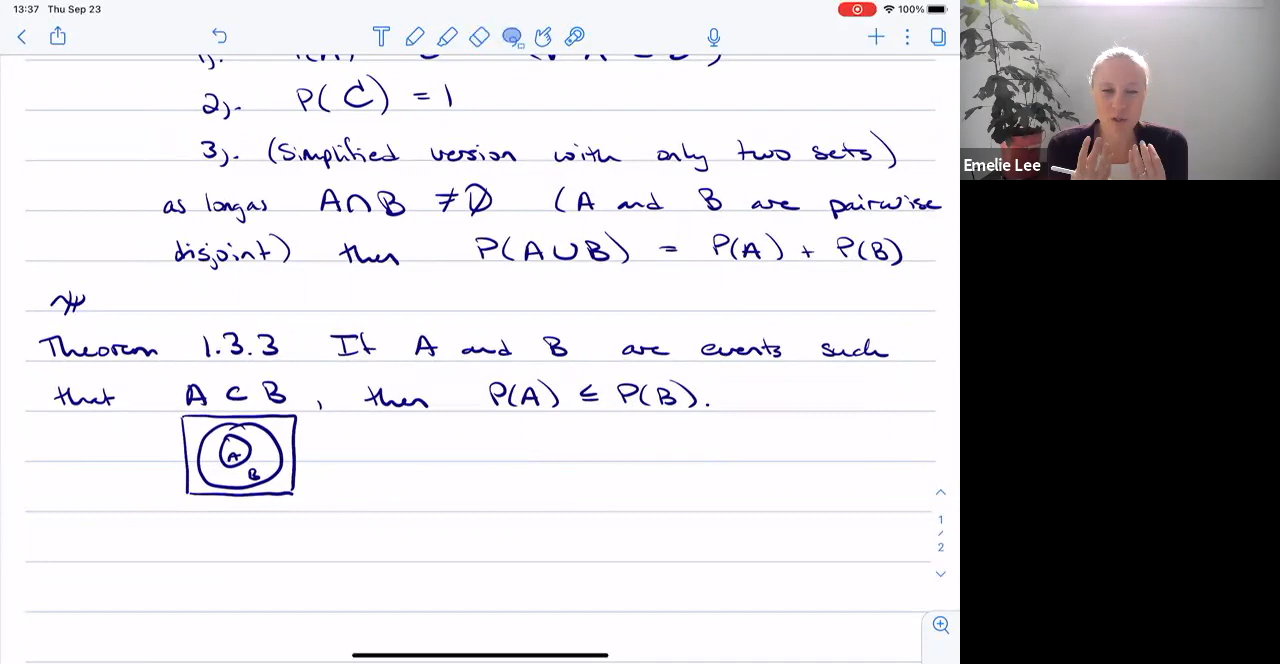 13:37 Thu Sep 23
100%
2). P( C ) = 1
3). (Simplified version with only two sets)
as long as A ∩ B ≠ ∅ (A and B are pairwise
disjoint) then P(A ∪ B) = P(A) + P(B)
Theorem 1.3.3 If A and B are events such
that A ⊂ B , then P(A) ≤ P(B).
A
B
1
/
2
Emelie Lee